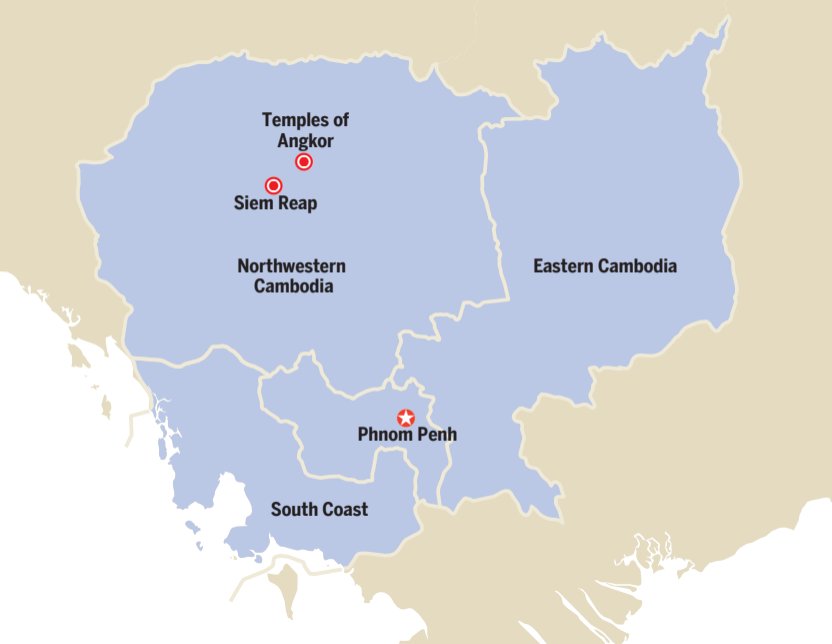 Temples of
Angkor
Siem Reap
Northwestern
Cambodia
Eastern Cambodia
Phnom Penh
South Coast